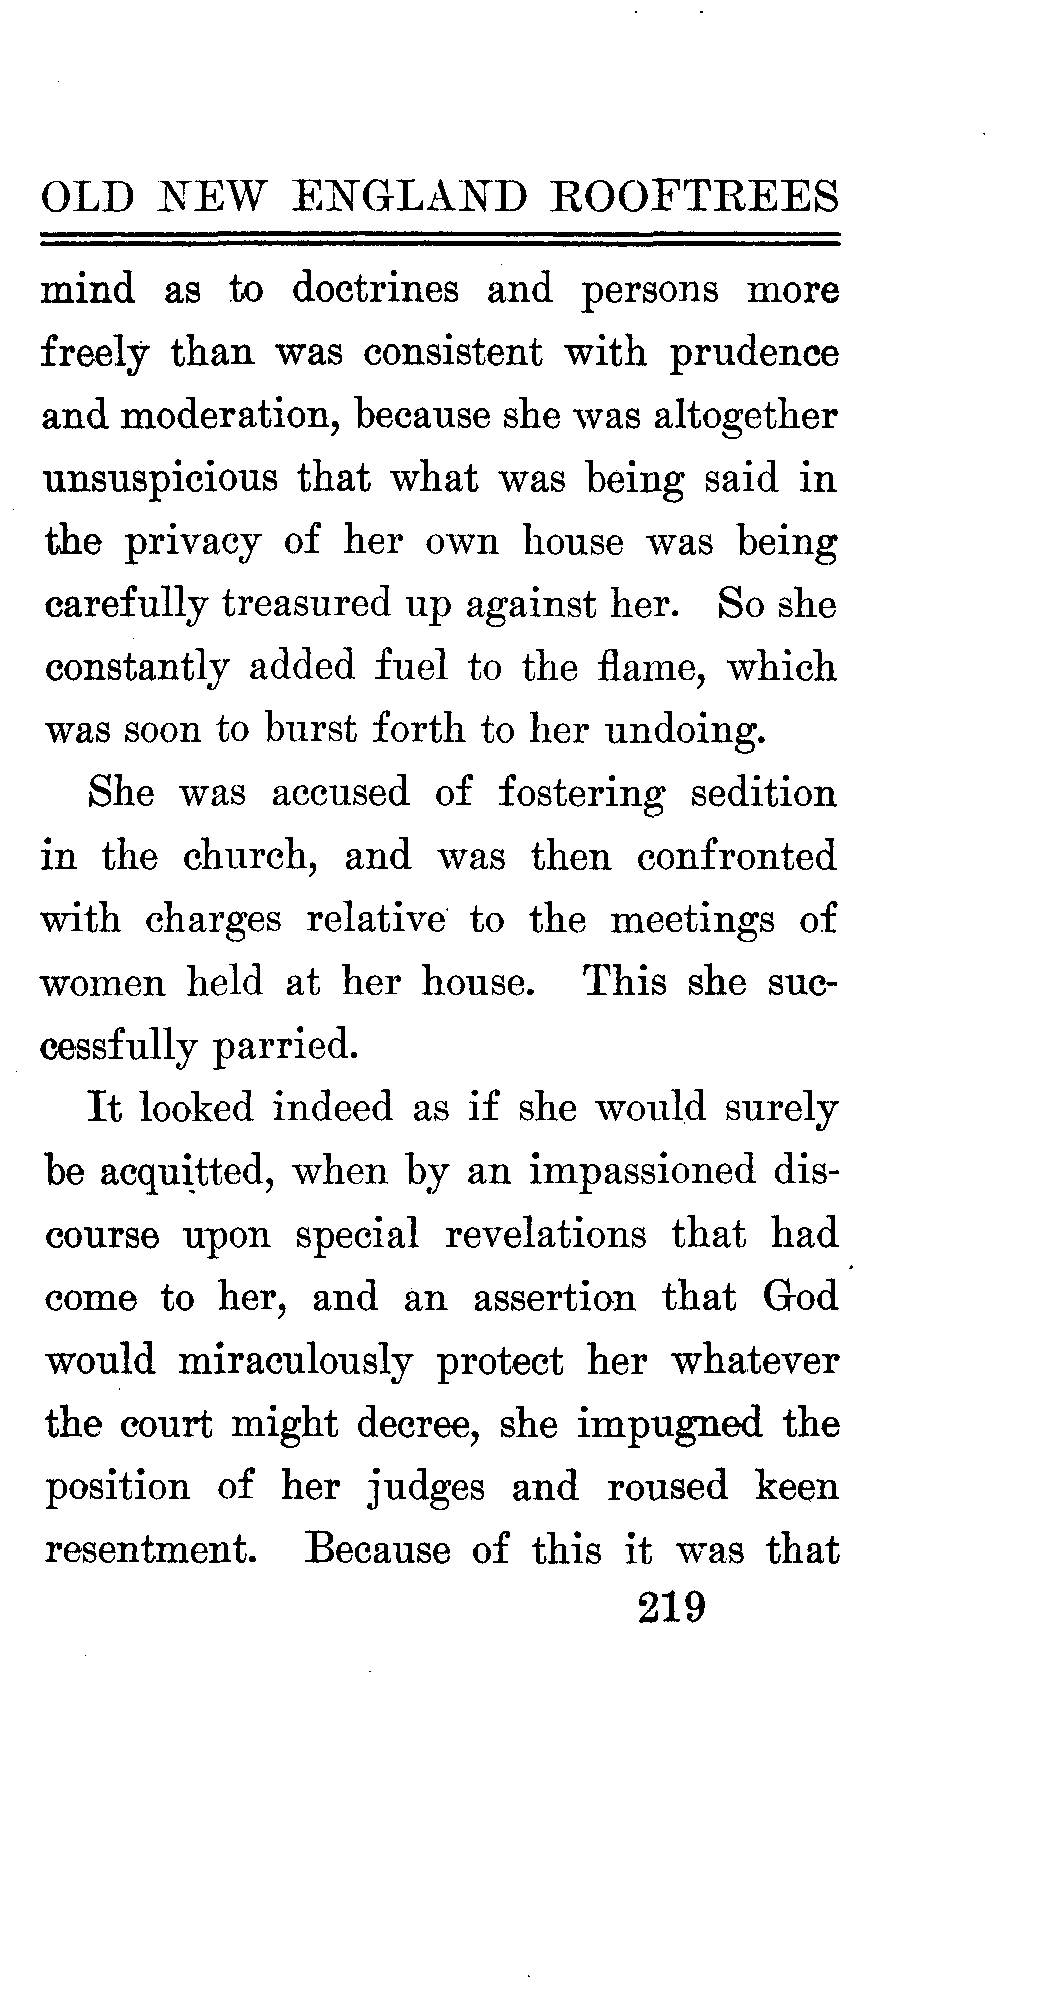 OLD NEW ENGLAND ROOFTREES
mind as to doctrines and persons more
freely than was consistent with prudence
and moderation, because she was altogether
unsuspicious that what was being said in
the privacy of her own house was being
carefully treasured up against her. So she
constantly added fuel to the flame, which
was soon to burst forth to her undoing.
She was accused of fostering sedition
in the church, and was then confronted
with charges relative to the meetings of
women held at her house. This she suc-
cessfully parried.
It looked indeed as if she would surely
be acquitted, when by an impassioned dis-
course upon special revelations that had
come to her, and an assertion that God
would miraculously protect her whatever
the court might decree, she impugned the
position of her judges and roused keen
resentment. Because of this it was that
219